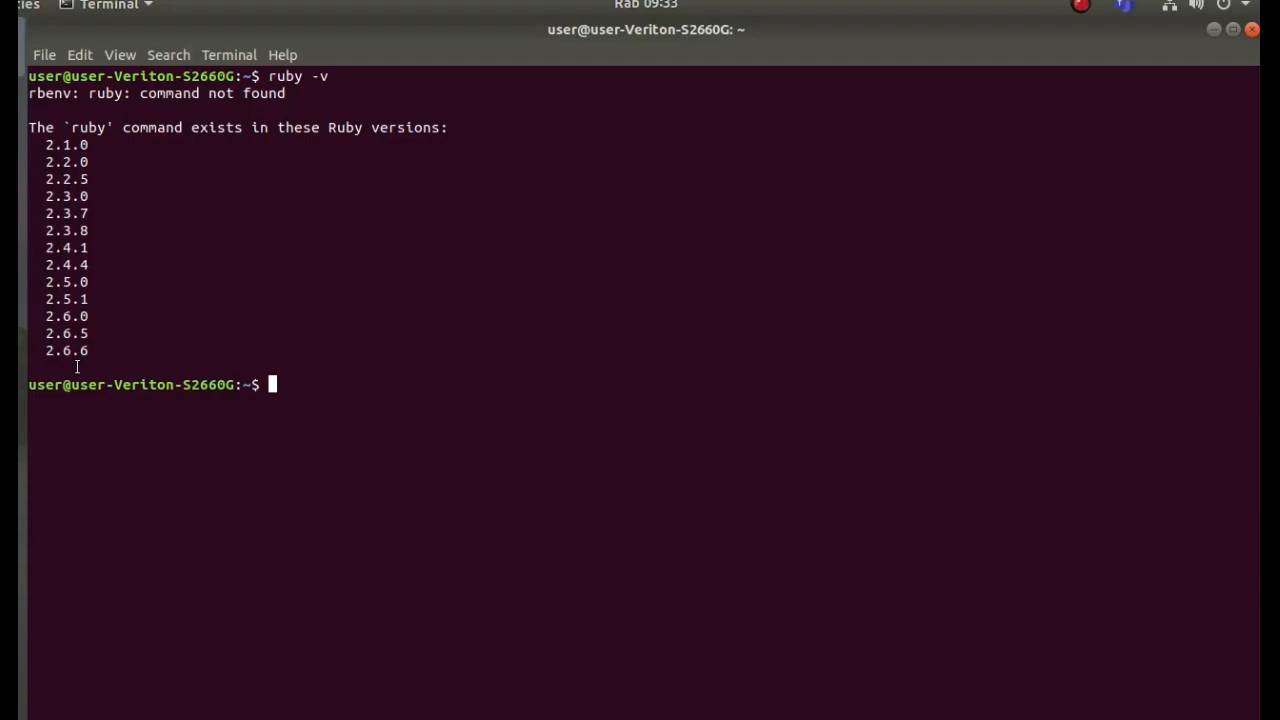 ies Terminal Rab 09:33
user@user-Veriton-S2660G: ~
File Edit View Search Terminal Help
user@user-Veriton-S2660G:~$ ruby -v
rbenv: ruby: command not found
The `ruby' command exists in these Ruby versions:
2.1.0
2.2.0
2.2.5
2.3.0
2.3.7
2.3.8
2.4.1
2.4.4
2.5.0
2.5.1
2.6.0
2.6.5
2.6.6
user@user-Veriton-S2660G:~$